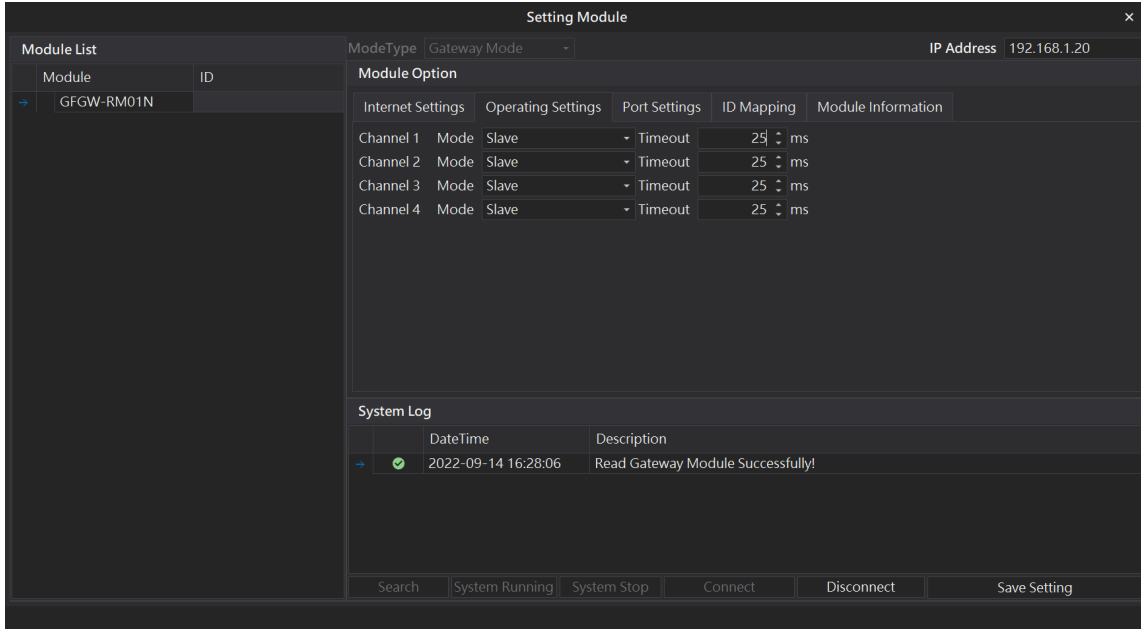 Setting Module ×
Module List
Module ID
GFGW-RM01N
ModeType Gateway Mode IP Address 192.168.1.20
Module Option
Internet Settings Operating Settings Port Settings ID Mapping Module Information
Channel 1 Mode Slave Timeout 25 ms
Channel 2 Mode Slave Timeout 25 ms
Channel 3 Mode Slave Timeout 25 ms
Channel 4 Mode Slave Timeout 25 ms
System Log
DateTime Description
2022-09-14 16:28:06 Read Gateway Module Successfully!
Search System Running System Stop Connect Disconnect Save Setting